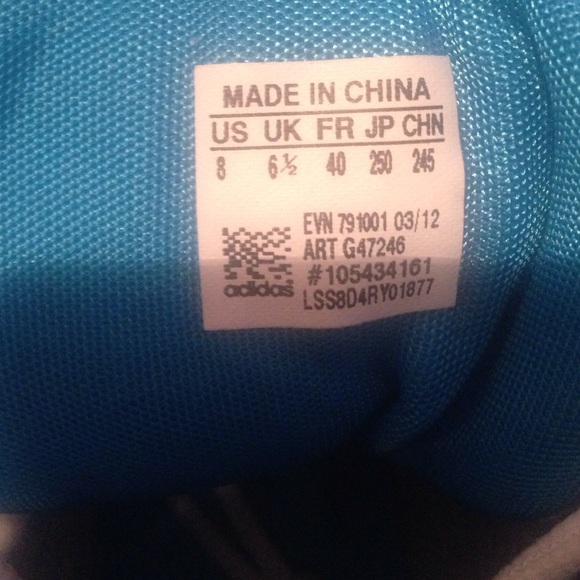 MADE IN CHINA
US UK FR JP CHN
8 6½ 40 250 245
EVN 791001 03/12
ART G47246
#105434161
adidas
LSS8D4RY01877